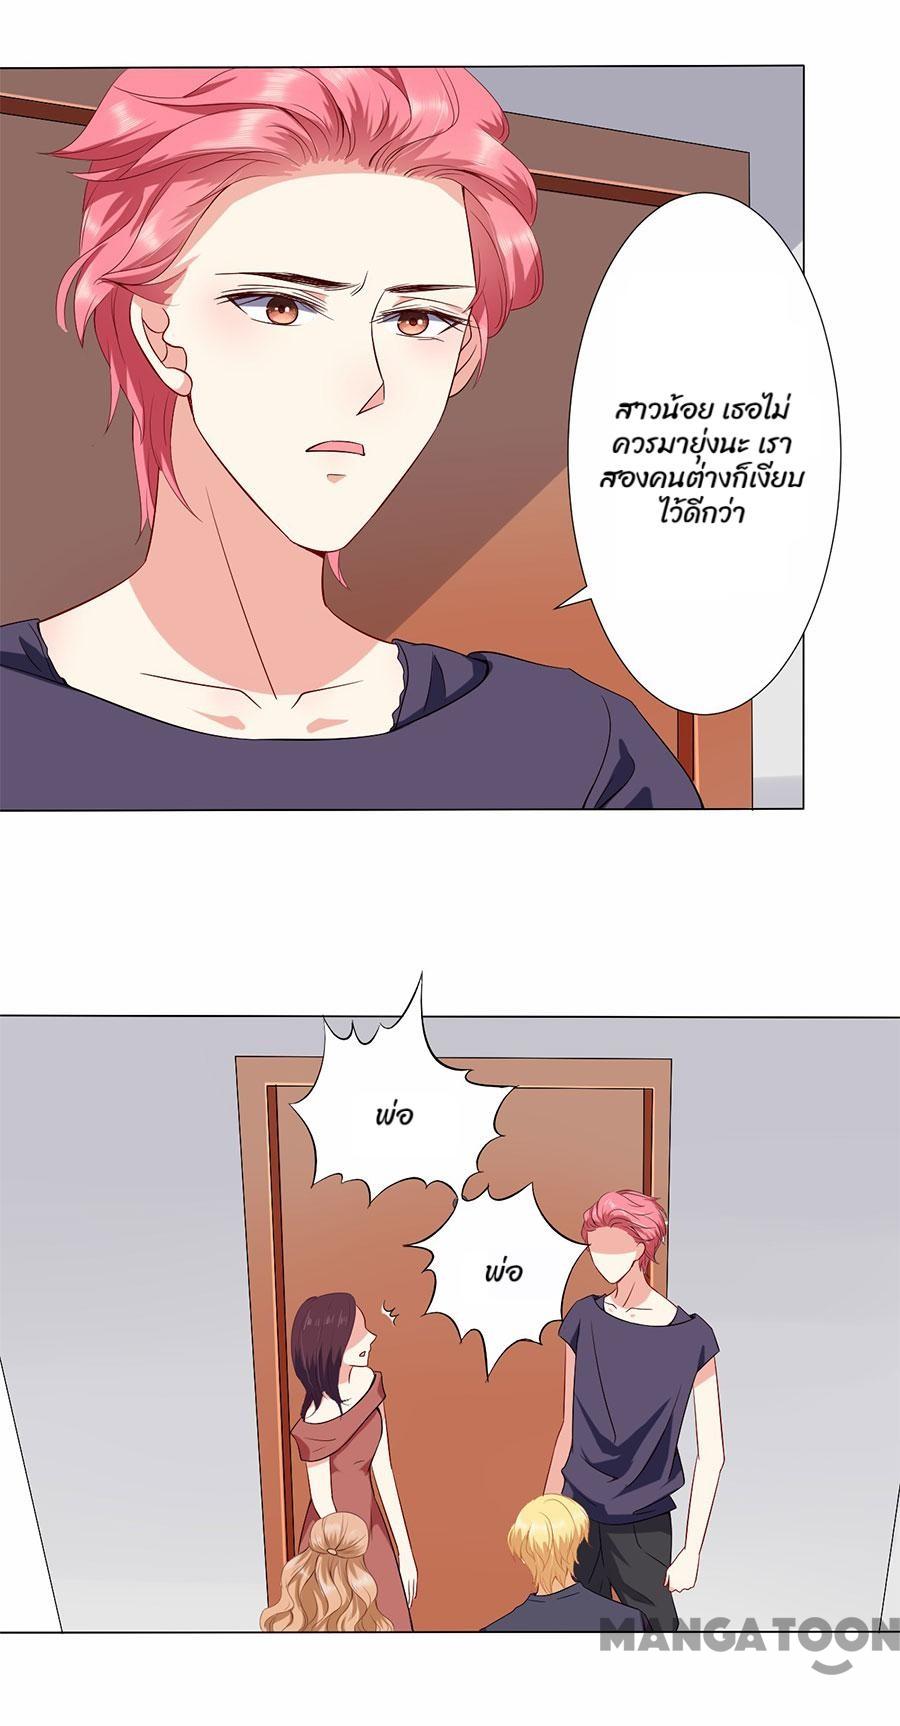 สาวน้อย เธอไม่
ควรมายุ่งนะ เรา
สองคนต่างก็เงียบ
ไว้ดีกว่า
พ่อ
พ่อ
MANGATOON